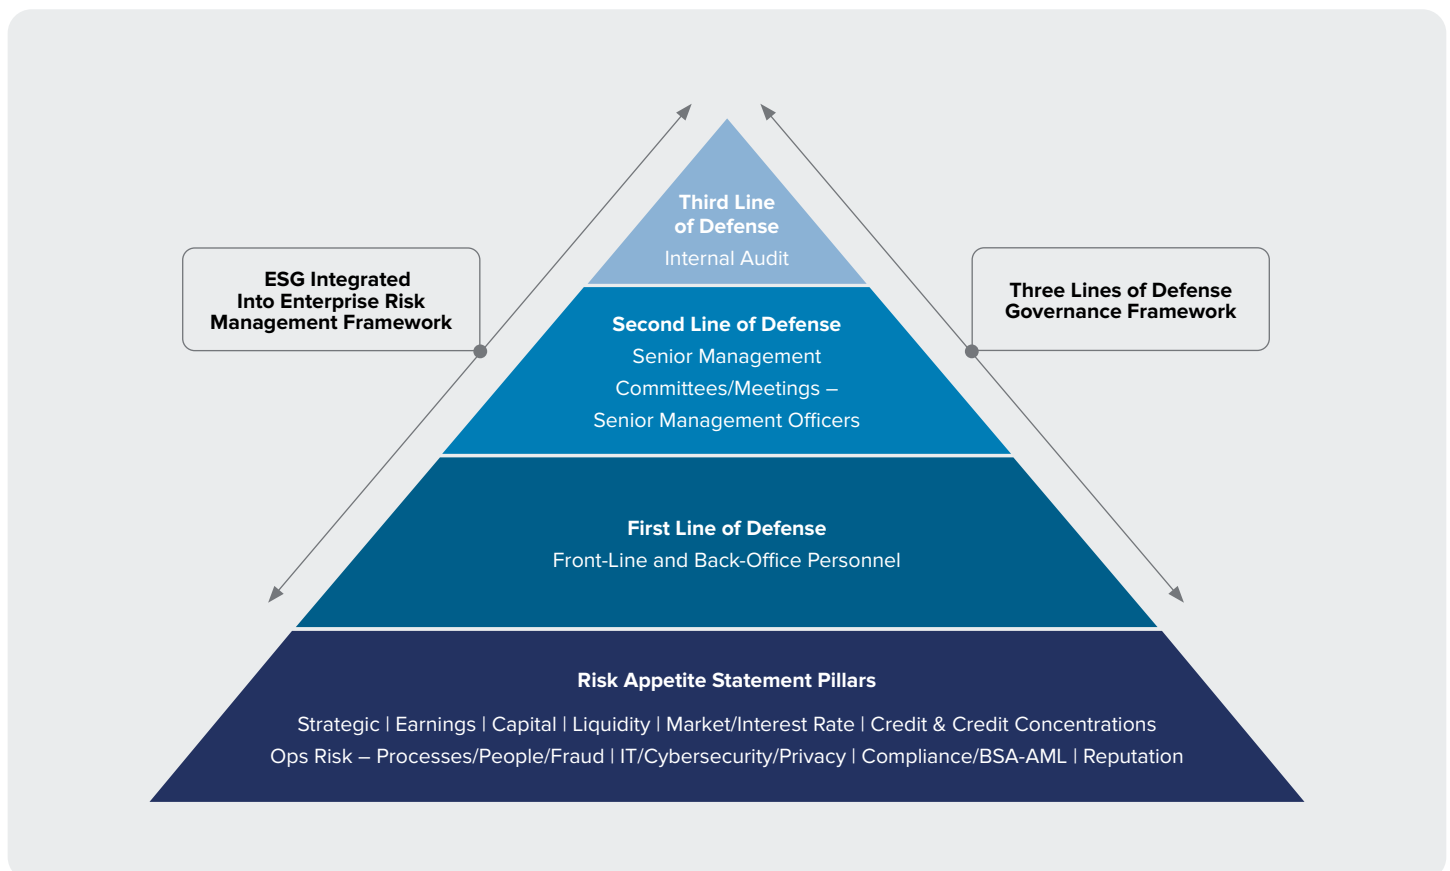 Third Line
of Defense
Internal Audit
ESG Integrated
Into Enterprise Risk
Management Framework
Three Lines of Defense
Governance Framework
Second Line of Defense
Senior Management
Committees/Meetings –
Senior Management Officers
First Line of Defense
Front-Line and Back-Office Personnel
Risk Appetite Statement Pillars
Strategic | Earnings | Capital | Liquidity | Market/Interest Rate | Credit & Credit Concentrations
Ops Risk – Processes/People/Fraud | IT/Cybersecurity/Privacy | Compliance/BSA-AML | Reputation